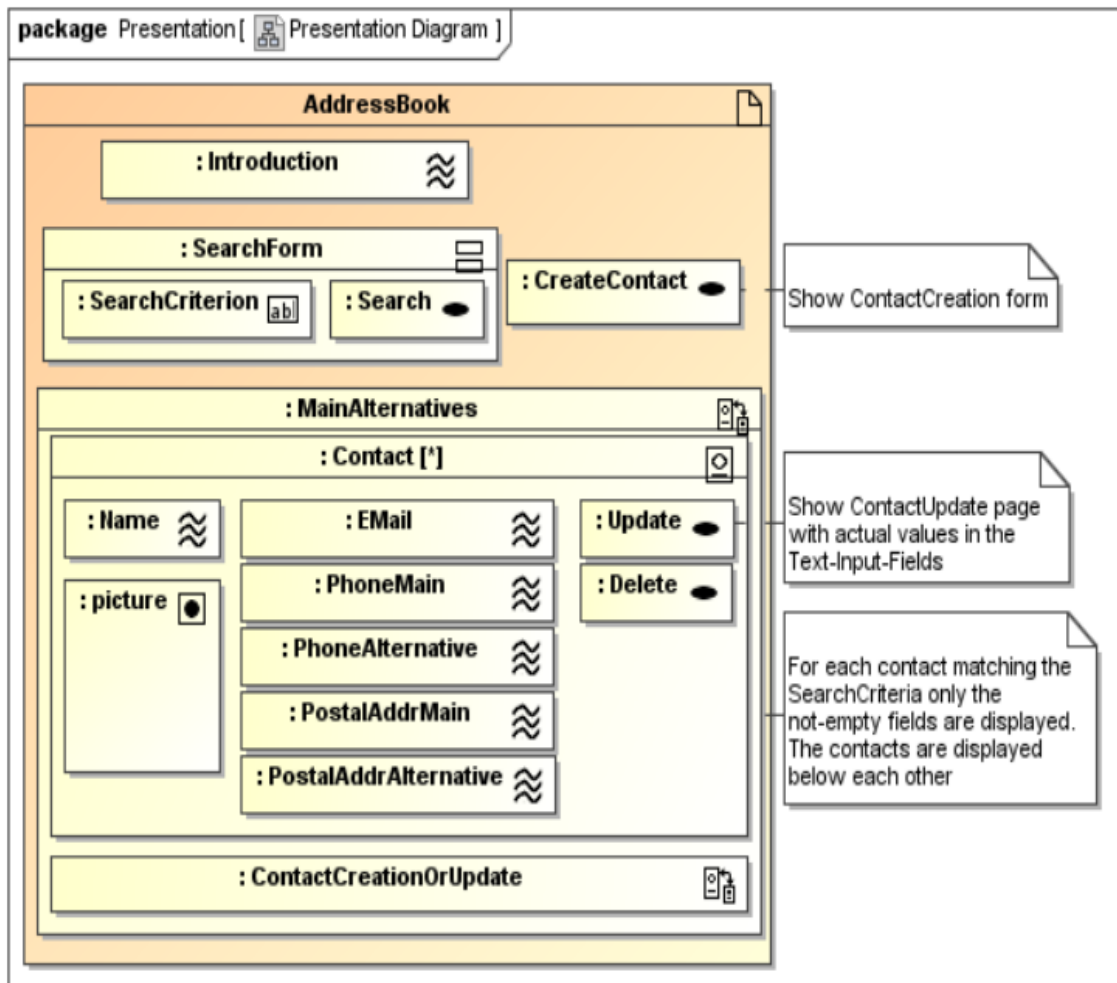 package Presentation[ Presentation Diagram ]
AddressBook
: Introduction
: SearchForm
: SearchCriterion
ab
: Search
: CreateContact
Show ContactCreation form
: MainAlternatives
: Contact [*]
: Name
: EMail
: Update
Show ContactUpdate page
with actual values in the
Text-Input-Fields
: picture
: PhoneMain
: Delete
: PhoneAlternative
: PostalAddrMain
: PostalAddrAlternative
For each contact matching the
SearchCriteria only the
not-empty fields are displayed.
The contacts are displayed
below each other
: ContactCreationOrUpdate